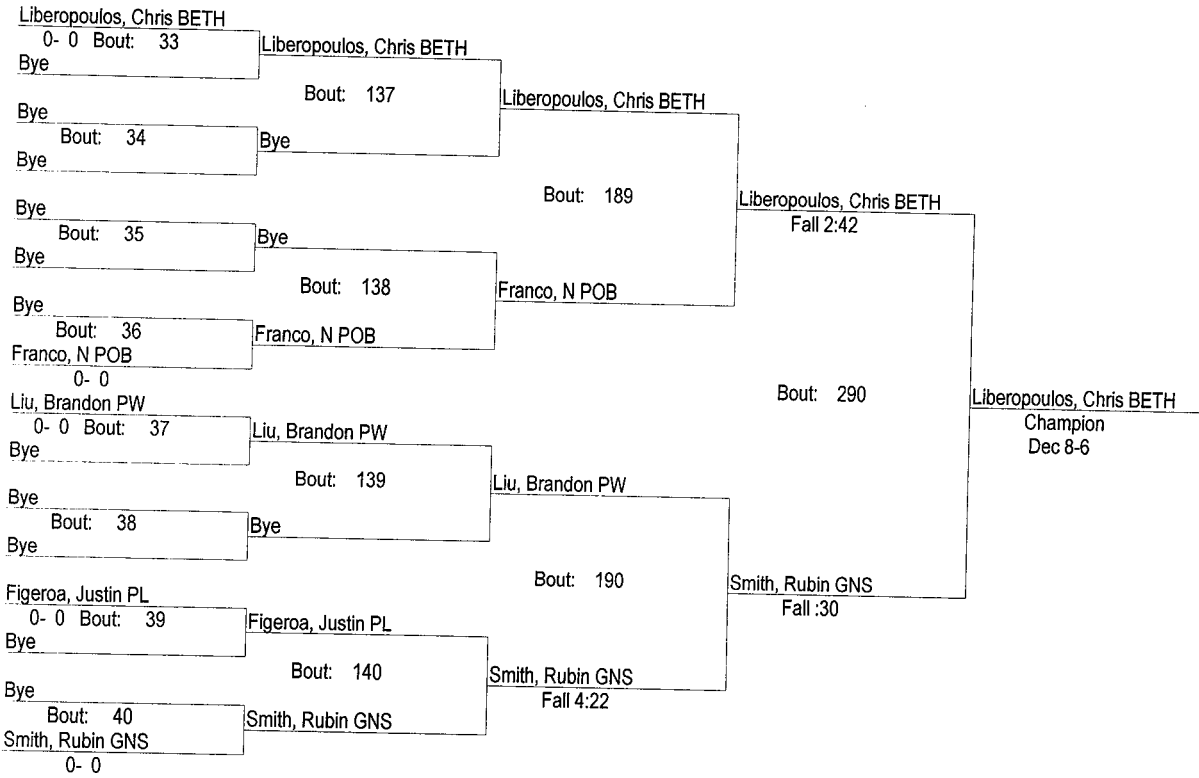 Liberopoulos, Chris BETH
0- 0 Bout: 33
Bye
Bye
Bout: 34
Bye
Bye
Bout: 35
Bye
Bye
Bout: 36
Franco, N POB
0- 0
Liu, Brandon PW
0- 0 Bout: 37
Bye
Bye
Bout: 38
Bye
Figeroa, Justin PL
0- 0 Bout: 39
Bye
Bye
Bout: 40
Smith, Rubin GNS
0- 0
Liberopoulos, Chris BETH
Bout: 137
Bye
Bye
Bout: 138
Franco, N POB
Liu, Brandon PW
Bout: 139
Bye
Figeroa, Justin PL
Bout: 140
Smith, Rubin GNS
Liberopoulos, Chris BETH
Bout: 189
Franco, N POB
Liu, Brandon PW
Bout: 190
Smith, Rubin GNS
Fall 4:22
Liberopoulos, Chris BETH
Fall 2:42
Bout: 290
Smith, Rubin GNS
Fall :30
Liberopoulos, Chris BETH
Champion
Dec 8-6